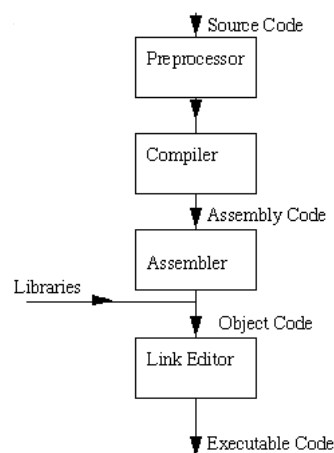 Source Code
Preprocessor
Compiler
Assembly Code
Assembler
Libraries
Object Code
Link Editor
Executable Code